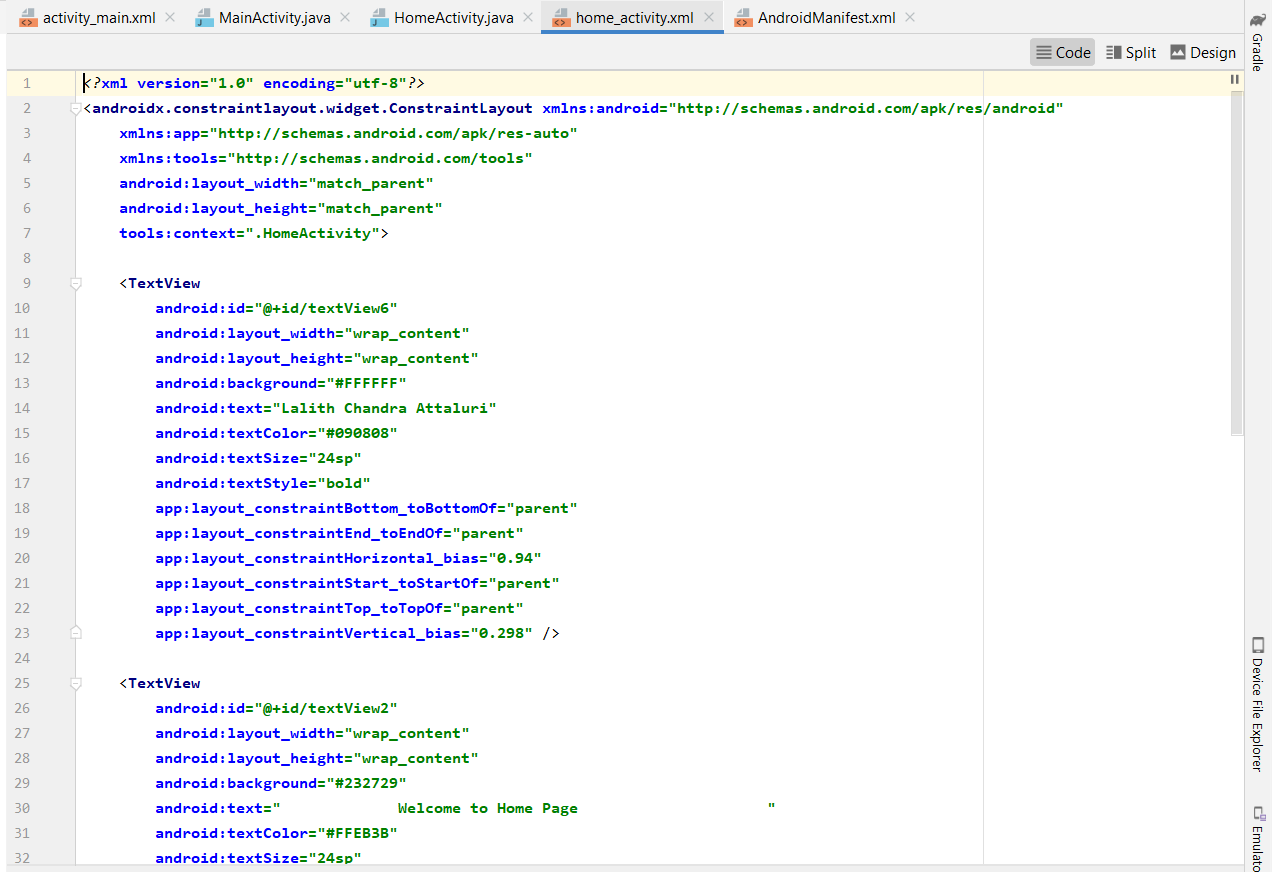 activity_main.xml MainActivity.java HomeActivity.java home_activity.xml AndroidManifest.xml
Code Split Design
1 <?xml version="1.0" encoding="utf-8"?>
2 <androidx.constraintlayout.widget.ConstraintLayout xmlns:android="http://schemas.android.com/apk/res/android"
3 xmlns:app="http://schemas.android.com/apk/res-auto"
4 xmlns:tools="http://schemas.android.com/tools"
5 android:layout_width="match_parent"
6 android:layout_height="match_parent"
7 tools:context=".HomeActivity">
8
9 <TextView
10 android:id="@+id/textView6"
11 android:layout_width="wrap_content"
12 android:layout_height="wrap_content"
13 android:background="#FFFFFF"
14 android:text="Lalith Chandra Attaluri"
15 android:textColor="#090808"
16 android:textSize="24sp"
17 android:textStyle="bold"
18 app:layout_constraintBottom_toBottomOf="parent"
19 app:layout_constraintEnd_toEndOf="parent"
20 app:layout_constraintHorizontal_bias="0.94"
21 app:layout_constraintStart_toStartOf="parent"
22 app:layout_constraintTop_toTopOf="parent"
23 app:layout_constraintVertical_bias="0.298" />
24
25 <TextView
26 android:id="@+id/textView2"
27 android:layout_width="wrap_content"
28 android:layout_height="wrap_content"
29 android:background="#232729"
30 android:text="             Welcome to Home Page                     "
31 android:textColor="#FFEB3B"
32 android:textSize="24sp"
Gradle
Device File Explorer
Emulato